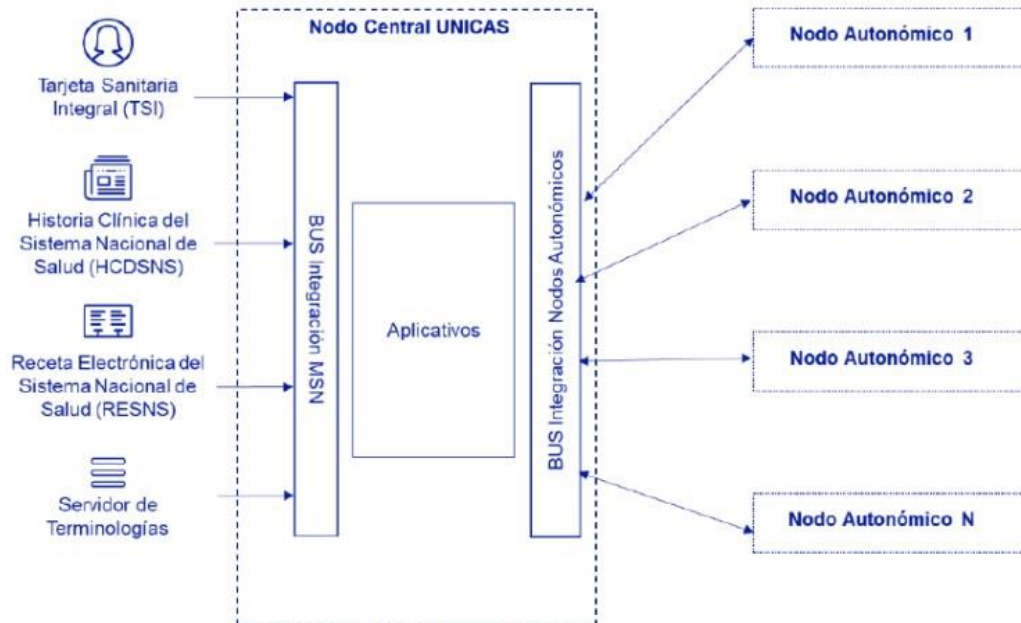 Nodo Central UNICAS
Tarjeta Sanitaria
Integral (TSI)
Historia Clínica del
Sistema Nacional de
Salud (HCDSNS)
Receta Electrónica del
Sistema Nacional de
Salud (RESNS)
Servidor de
Terminologías
BUS Integración MSN
Aplicativos
BUS Integración Nodos Autonómicos
Nodo Autonómico 1
Nodo Autonómico 2
Nodo Autonómico 3
Nodo Autonómico N